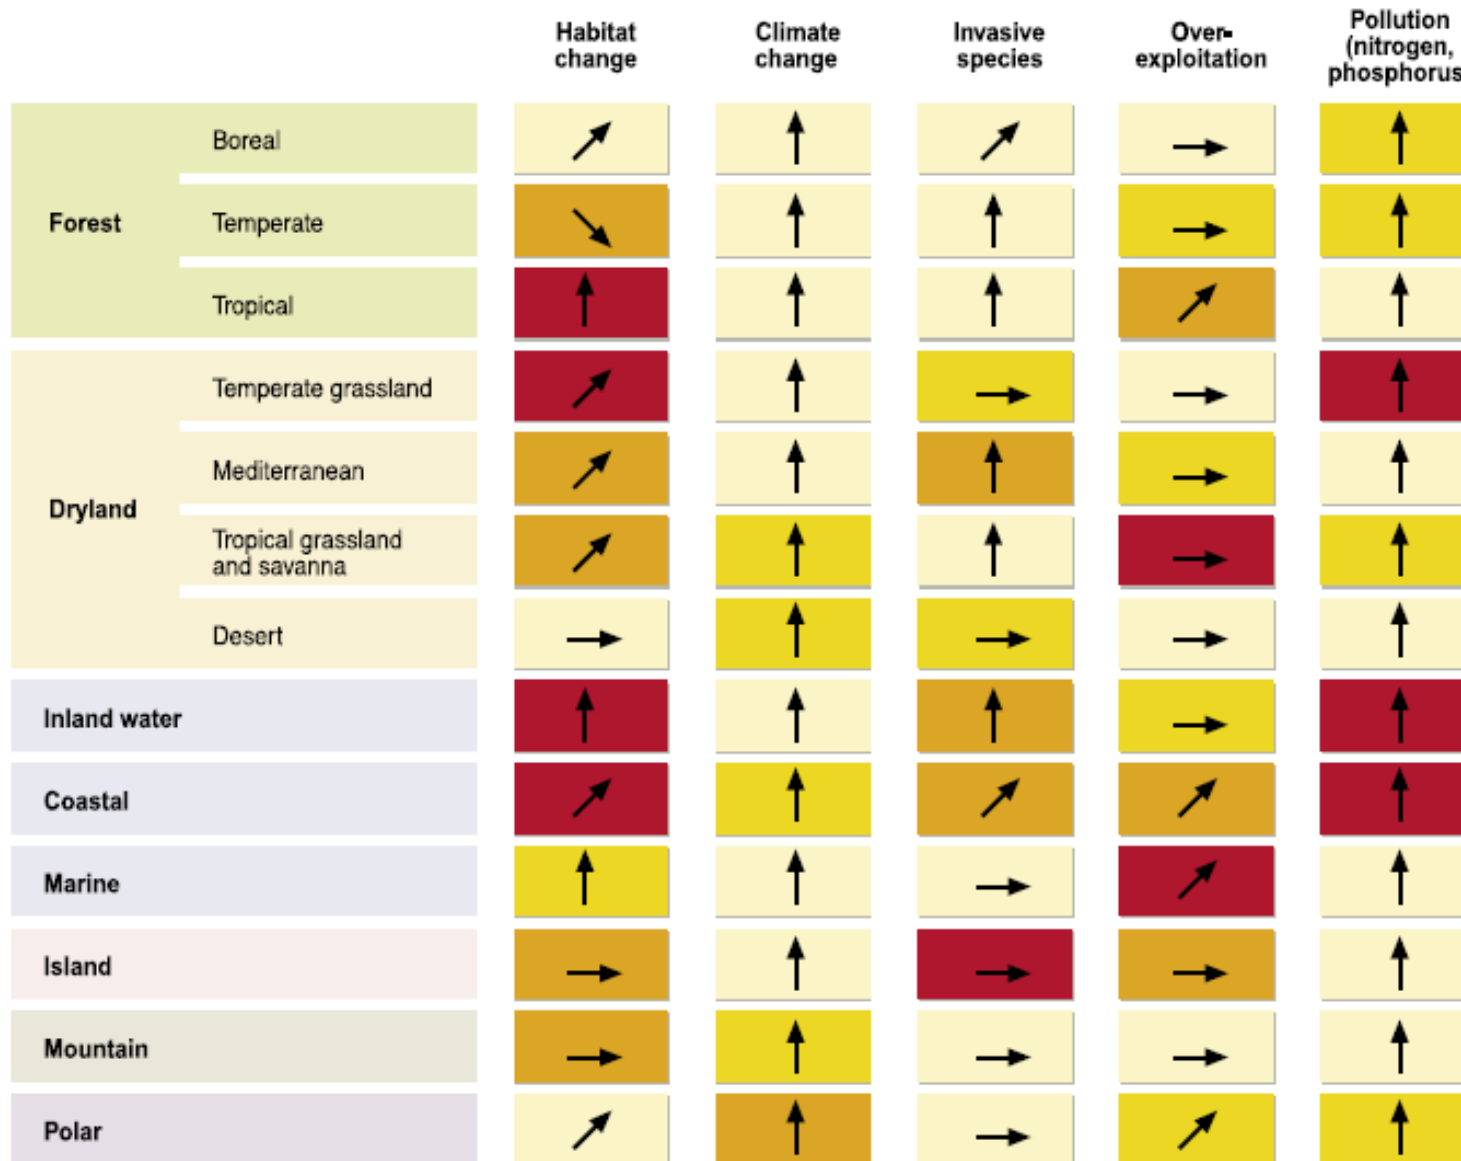 Habitat
change
Climate
change
Invasive
species
Over-
exploitation
Pollution
(nitrogen,
phosphorus
Forest
Boreal
Temperate
Tropical
Dryland
Temperate grassland
Mediterranean
Tropical grassland
and savanna
Desert
Inland water
Coastal
Marine
Island
Mountain
Polar